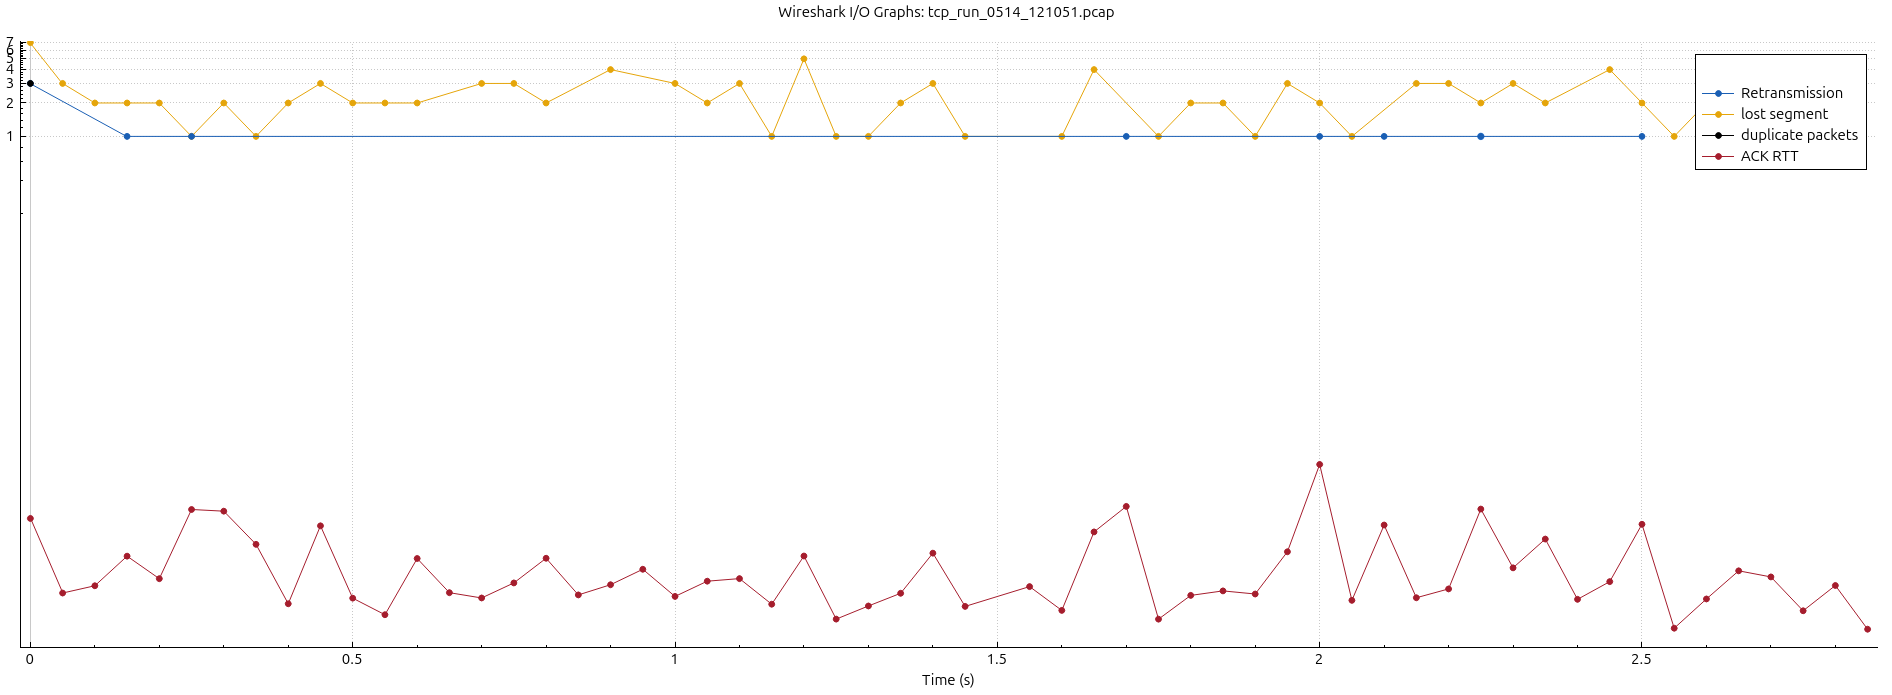 Wireshark I/O Graphs: tcp_run_0514_121051.pcap
7
6
5
4
3
2
1
Retransmission
lost segment
duplicate packets
ACK RTT
0
0.5
1
1.5
2
2.5
Time (s)